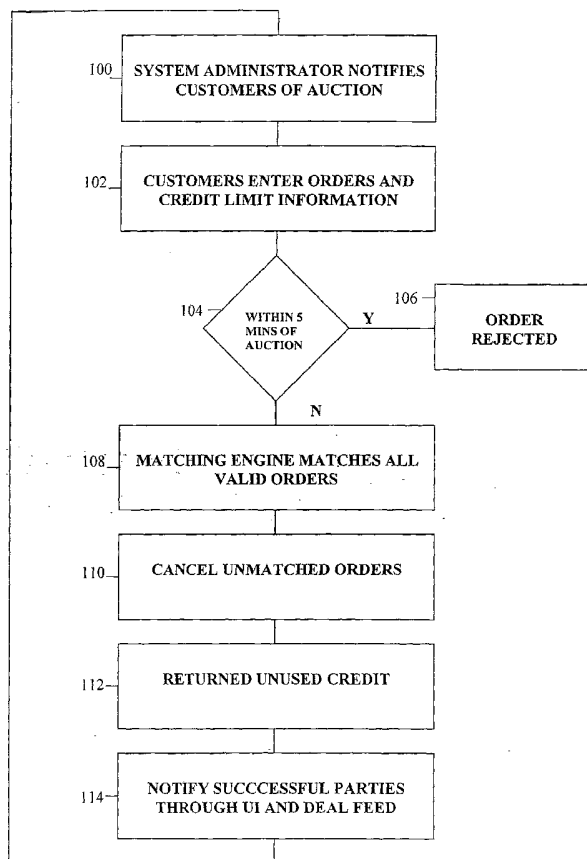 100
SYSTEM ADMINISTRATOR NOTIFIES
CUSTOMERS OF AUCTION
102
CUSTOMERS ENTER ORDERS AND
CREDIT LIMIT INFORMATION
104
WITHIN 5
MINS OF
AUCTION
Y
106
ORDER
REJECTED
N
108
MATCHING ENGINE MATCHES ALL
VALID ORDERS
110
CANCEL UNMATCHED ORDERS
112
RETURNED UNUSED CREDIT
114
NOTIFY SUCCCESSFUL PARTIES
THROUGH UI AND DEAL FEED